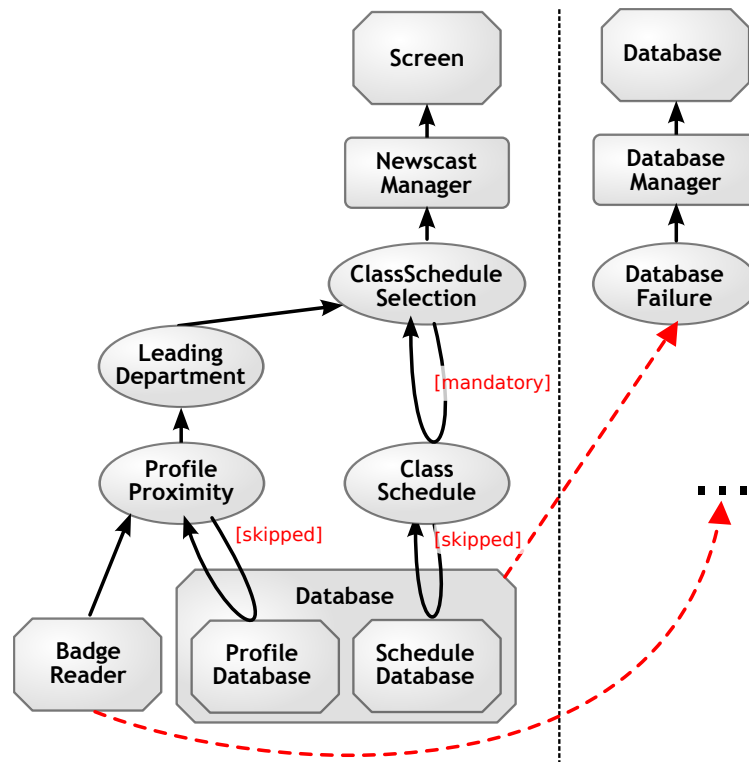 Screen
Database
Newscast
Manager
Database
Manager
ClassSchedule
Selection
Database
Failure
Leading
Department
[mandatory]
Profile
Proximity
Class
Schedule
[skipped]
[skipped]
Database
Badge
Reader
Profile
Database
Schedule
Database